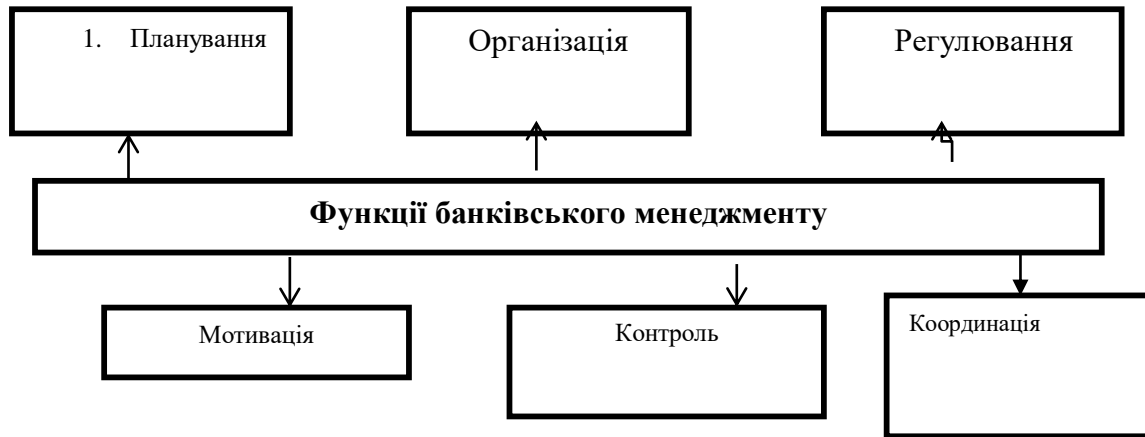 1. Планування
Організація
Регулювання
Функції банківського менеджменту
Мотивація
Контроль
Координація